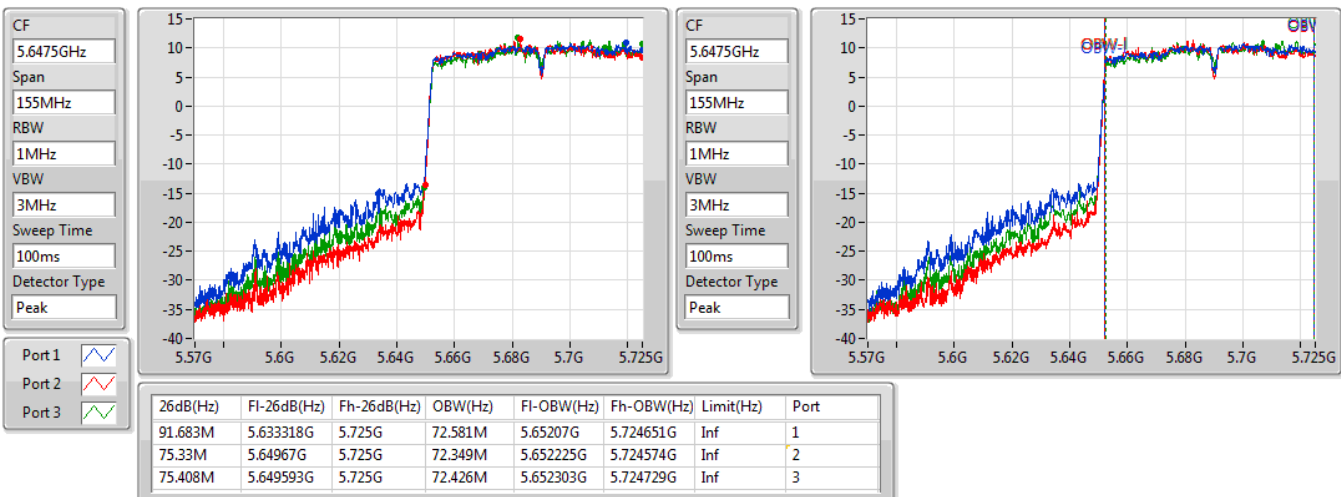 CF
5.6475GHz
Span
155MHz
RBW
1MHz
VBW
3MHz
Sweep Time
100ms
Detector Type
Peak
15
10
5
0
-5
-10
-15
-20
-25
-30
-35
-40
5.57G 5.6G 5.62G 5.64G 5.66G 5.68G 5.7G 5.725G
CF
5.6475GHz
Span
155MHz
RBW
1MHz
VBW
3MHz
Sweep Time
100ms
Detector Type
Peak
15
10
5
0
-5
-10
-15
-20
-25
-30
-35
-40
5.57G 5.6G 5.62G 5.64G 5.66G 5.68G 5.7G 5.725G
Port 1
Port 2
Port 3
26dB(Hz) Fl-26dB(Hz) Fh-26dB(Hz) OBW(Hz) Fl-OBW(Hz) Fh-OBW(Hz) Limit(Hz) Port
91.683M 5.633318G 5.725G 72.581M 5.65207G 5.724651G Inf 1
75.33M 5.64967G 5.725G 72.349M 5.652225G 5.724574G Inf 2
75.408M 5.649593G 5.725G 72.426M 5.652303G 5.724729G Inf 3